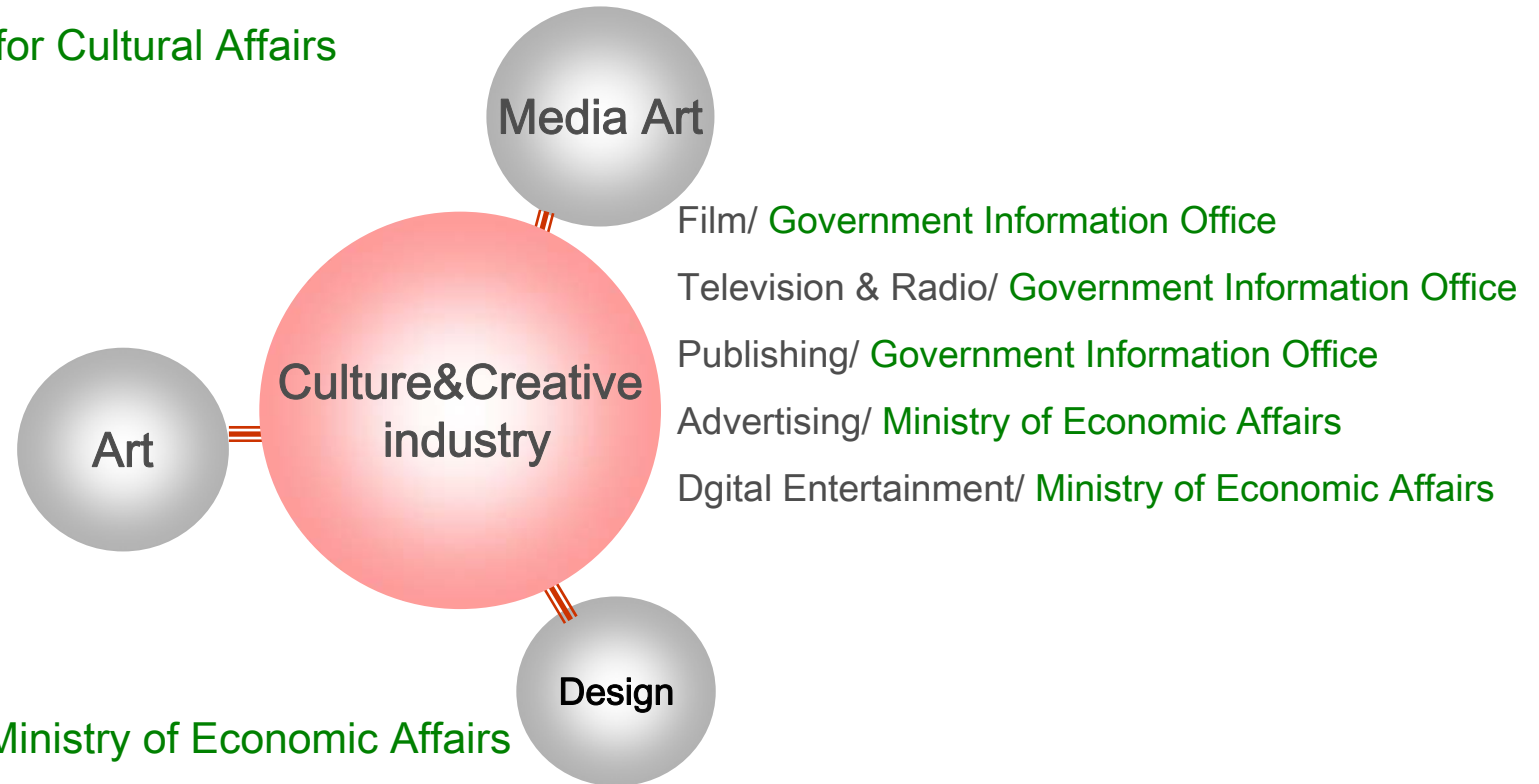 for Cultural Affairs
Media Art
Film/ Government Information Office
Television & Radio/ Government Information Office
Publishing/ Government Information Office
Culture&Creative
industry
Advertising/ Ministry of Economic Affairs
Art
Dgital Entertainment/ Ministry of Economic Affairs
Design
Ministry of Economic Affairs